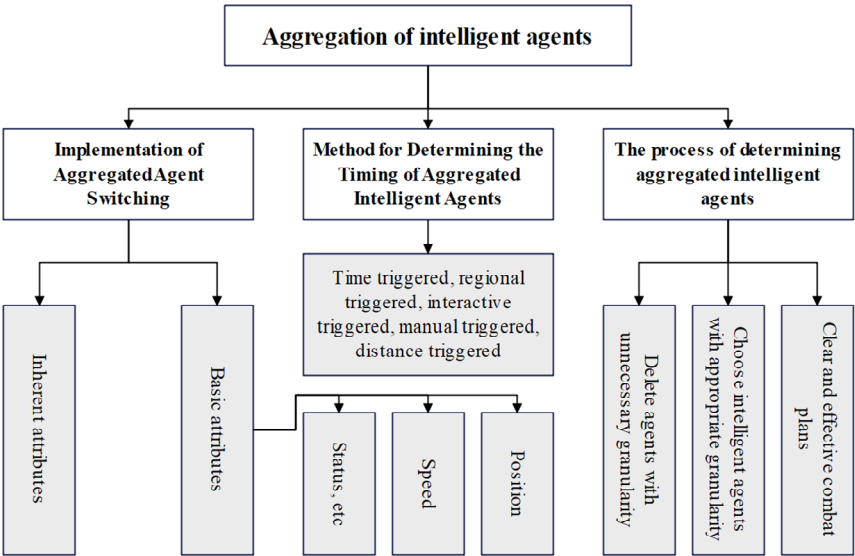 Aggregation of intelligent agents
Implementation of
Aggregated Agent
Switching
Method for Determining the
Timing of Aggregated
Intelligent Agents
The process of determining
aggregated intelligent
agents
Time triggered, regional
triggered, interactive
triggered, manual triggered,
distance triggered
Inherent attributes
Basic attributes
Status, etc
Speed
Position
Delete agents with
unnecessary granularity
Choose intelligent agents
with appropriate granularity
Clear and effective combat
plans